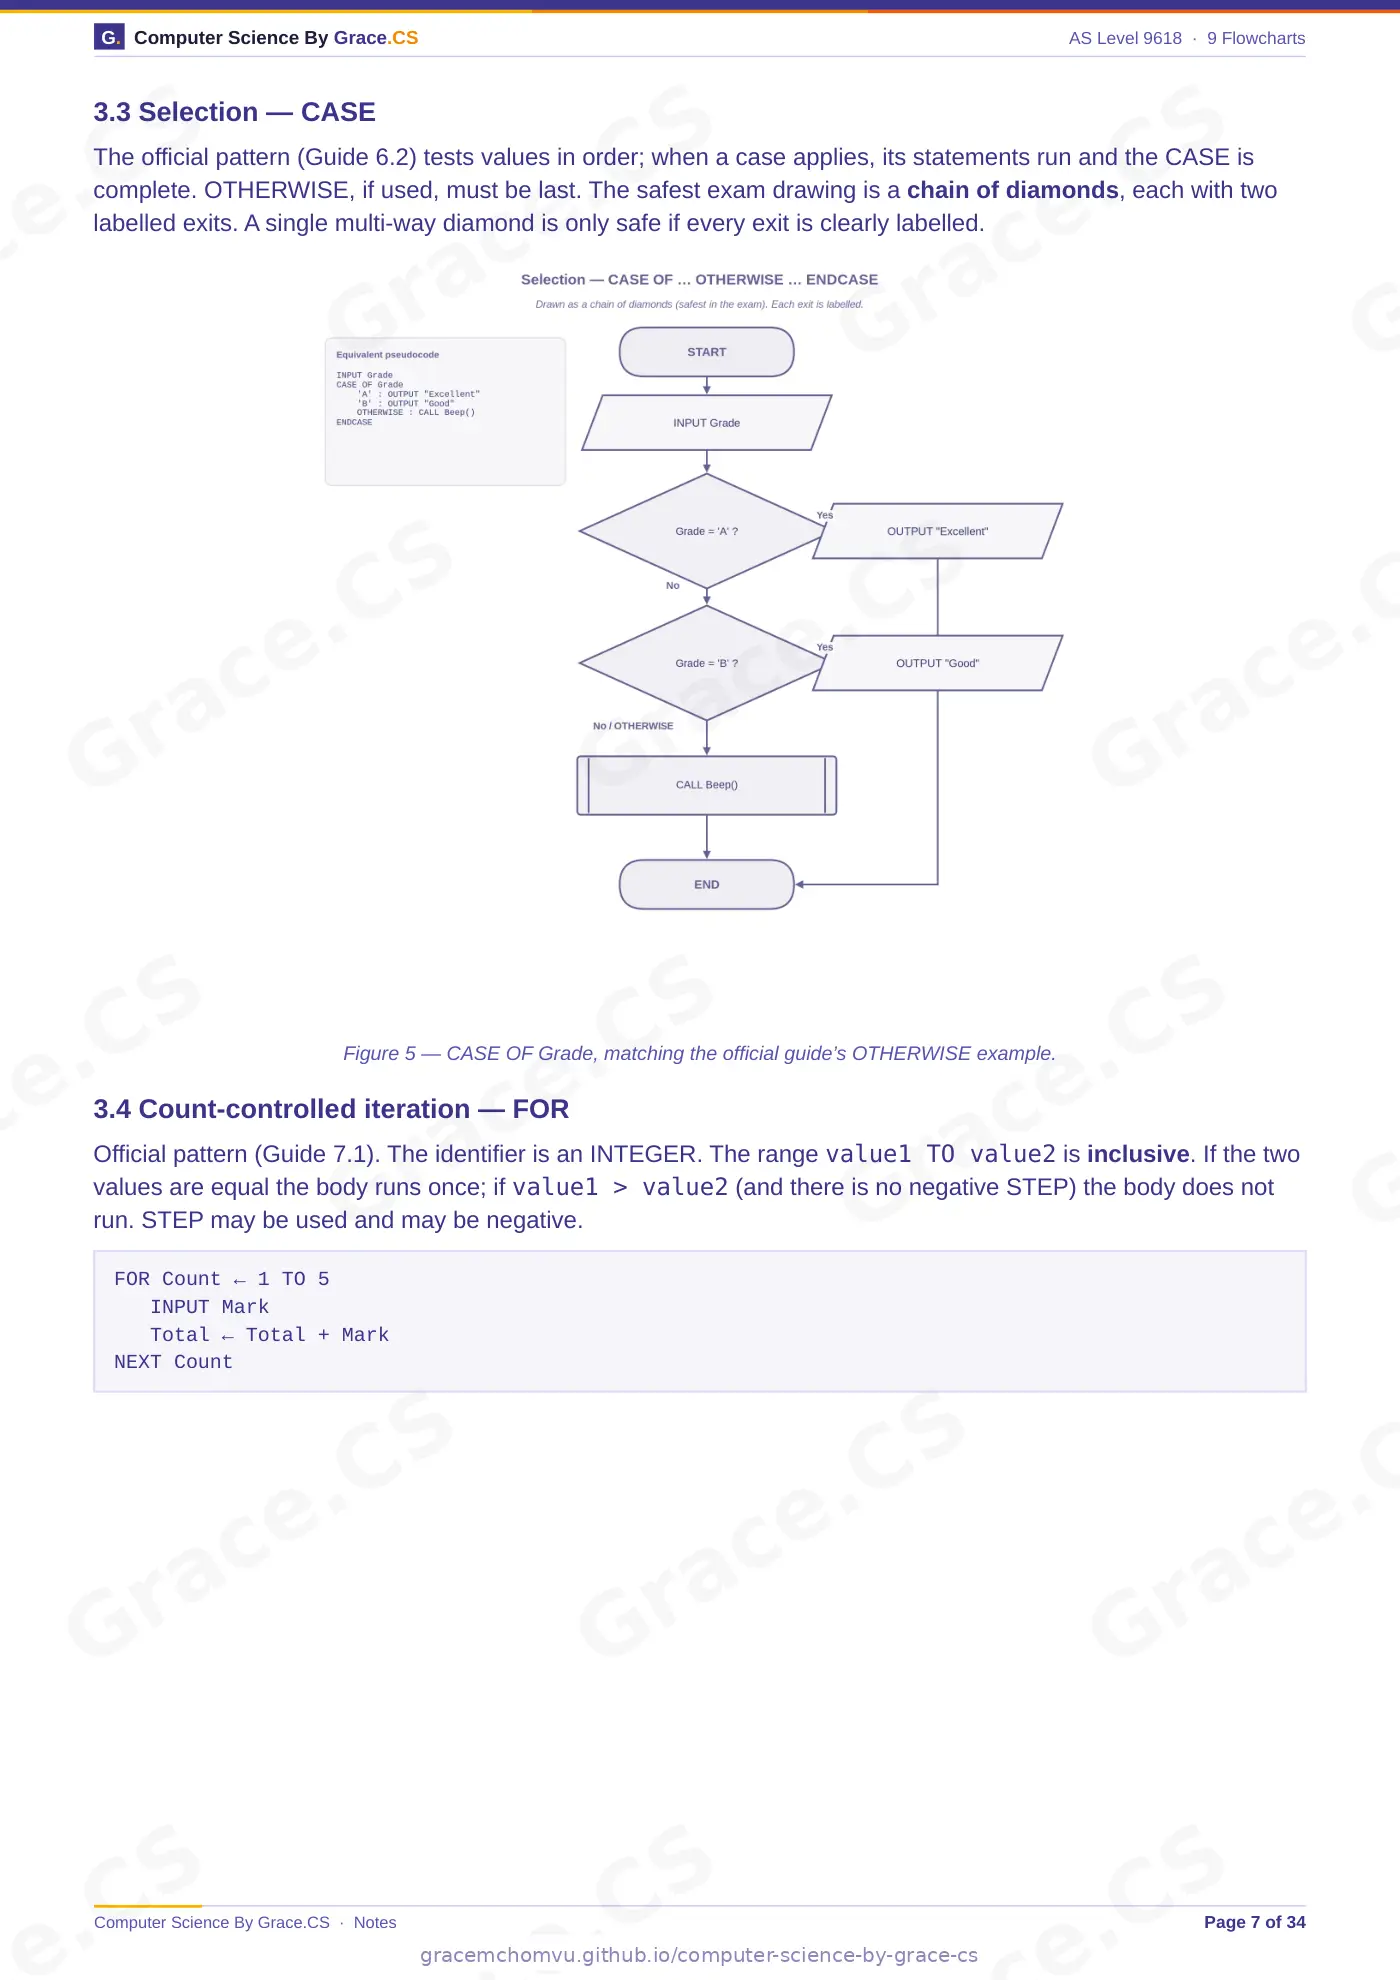 G. Computer Science By Grace.CS
AS Level 9618 · 9 Flowcharts
3.3 Selection — CASE
The official pattern (Guide 6.2) tests values in order; when a case applies, its statements run and the CASE is
complete. OTHERWISE, if used, must be last. The safest exam drawing is a chain of diamonds, each with two
labelled exits. A single multi-way diamond is only safe if every exit is clearly labelled.
Selection — CASE OF … OTHERWISE … ENDCASE
Drawn as a chain of diamonds (safest in the exam). Each exit is labelled.
Equivalent pseudocode
INPUT Grade
CASE OF Grade
    'A' : OUTPUT "Excellent"
    'B' : OUTPUT "Good"
    OTHERWISE : CALL Beep()
ENDCASE
START
INPUT Grade
Grade = 'A' ?
Yes
OUTPUT "Excellent"
No
Grade = 'B' ?
Yes
OUTPUT "Good"
No / OTHERWISE
CALL Beep()
END
Figure 5 — CASE OF Grade, matching the official guide’s OTHERWISE example.
3.4 Count-controlled iteration — FOR
Official pattern (Guide 7.1). The identifier is an INTEGER. The range value1 TO value2 is inclusive. If the two
values are equal the body runs once; if value1 > value2 (and there is no negative STEP) the body does not
run. STEP may be used and may be negative.
FOR Count ← 1 TO 5
   INPUT Mark
   Total ← Total + Mark
NEXT Count
Computer Science By Grace.CS · Notes
Page 7 of 34
gracemchomvu.github.io/computer-science-by-grace-cs
Grace.CS